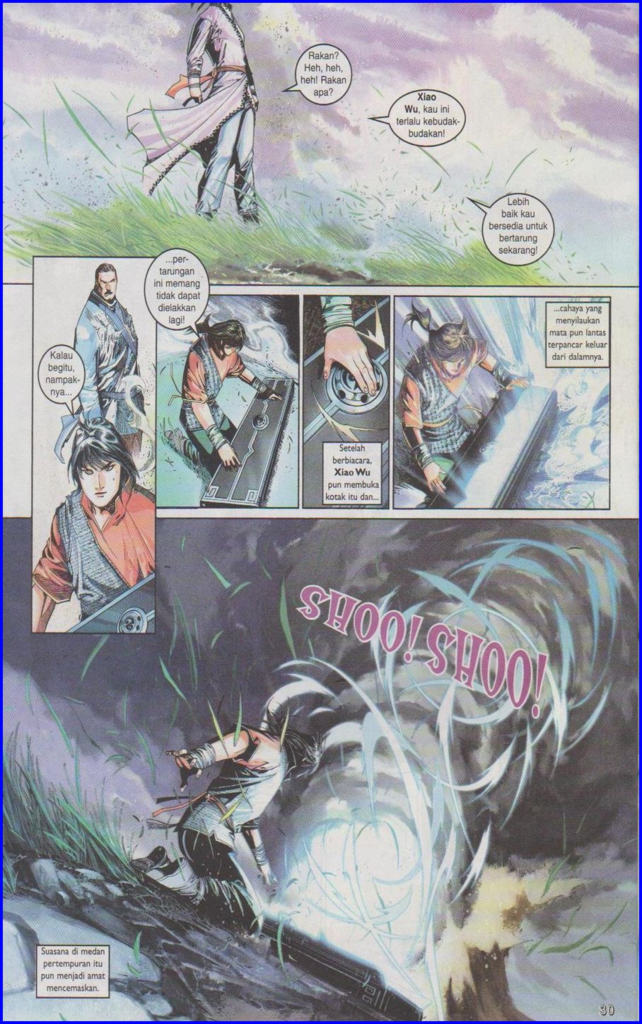 Rakan?
Heh, heh,
heh! Rakan
apa?
Xiao
Wu, kau ini
terlalu kebudak-
budakan!
Lebih
baik kau
bersedia untuk
bertarung
sekarang!
Kalau
begitu,
nampak-
nya...
...per-
tarungan
ini memang
tidak dapat
dielakkan
lagi!
Setelah
berbiacara,
Xiao Wu
pun membuka
kotak itu dan...
...cahaya yang
menyilaukan
mata pun lantas
terpancar keluar
dari dalamnya.
SHOO! SHOO!
Suasana di medan
pertempuran itu
pun menjadi amat
mencemaskan.
30